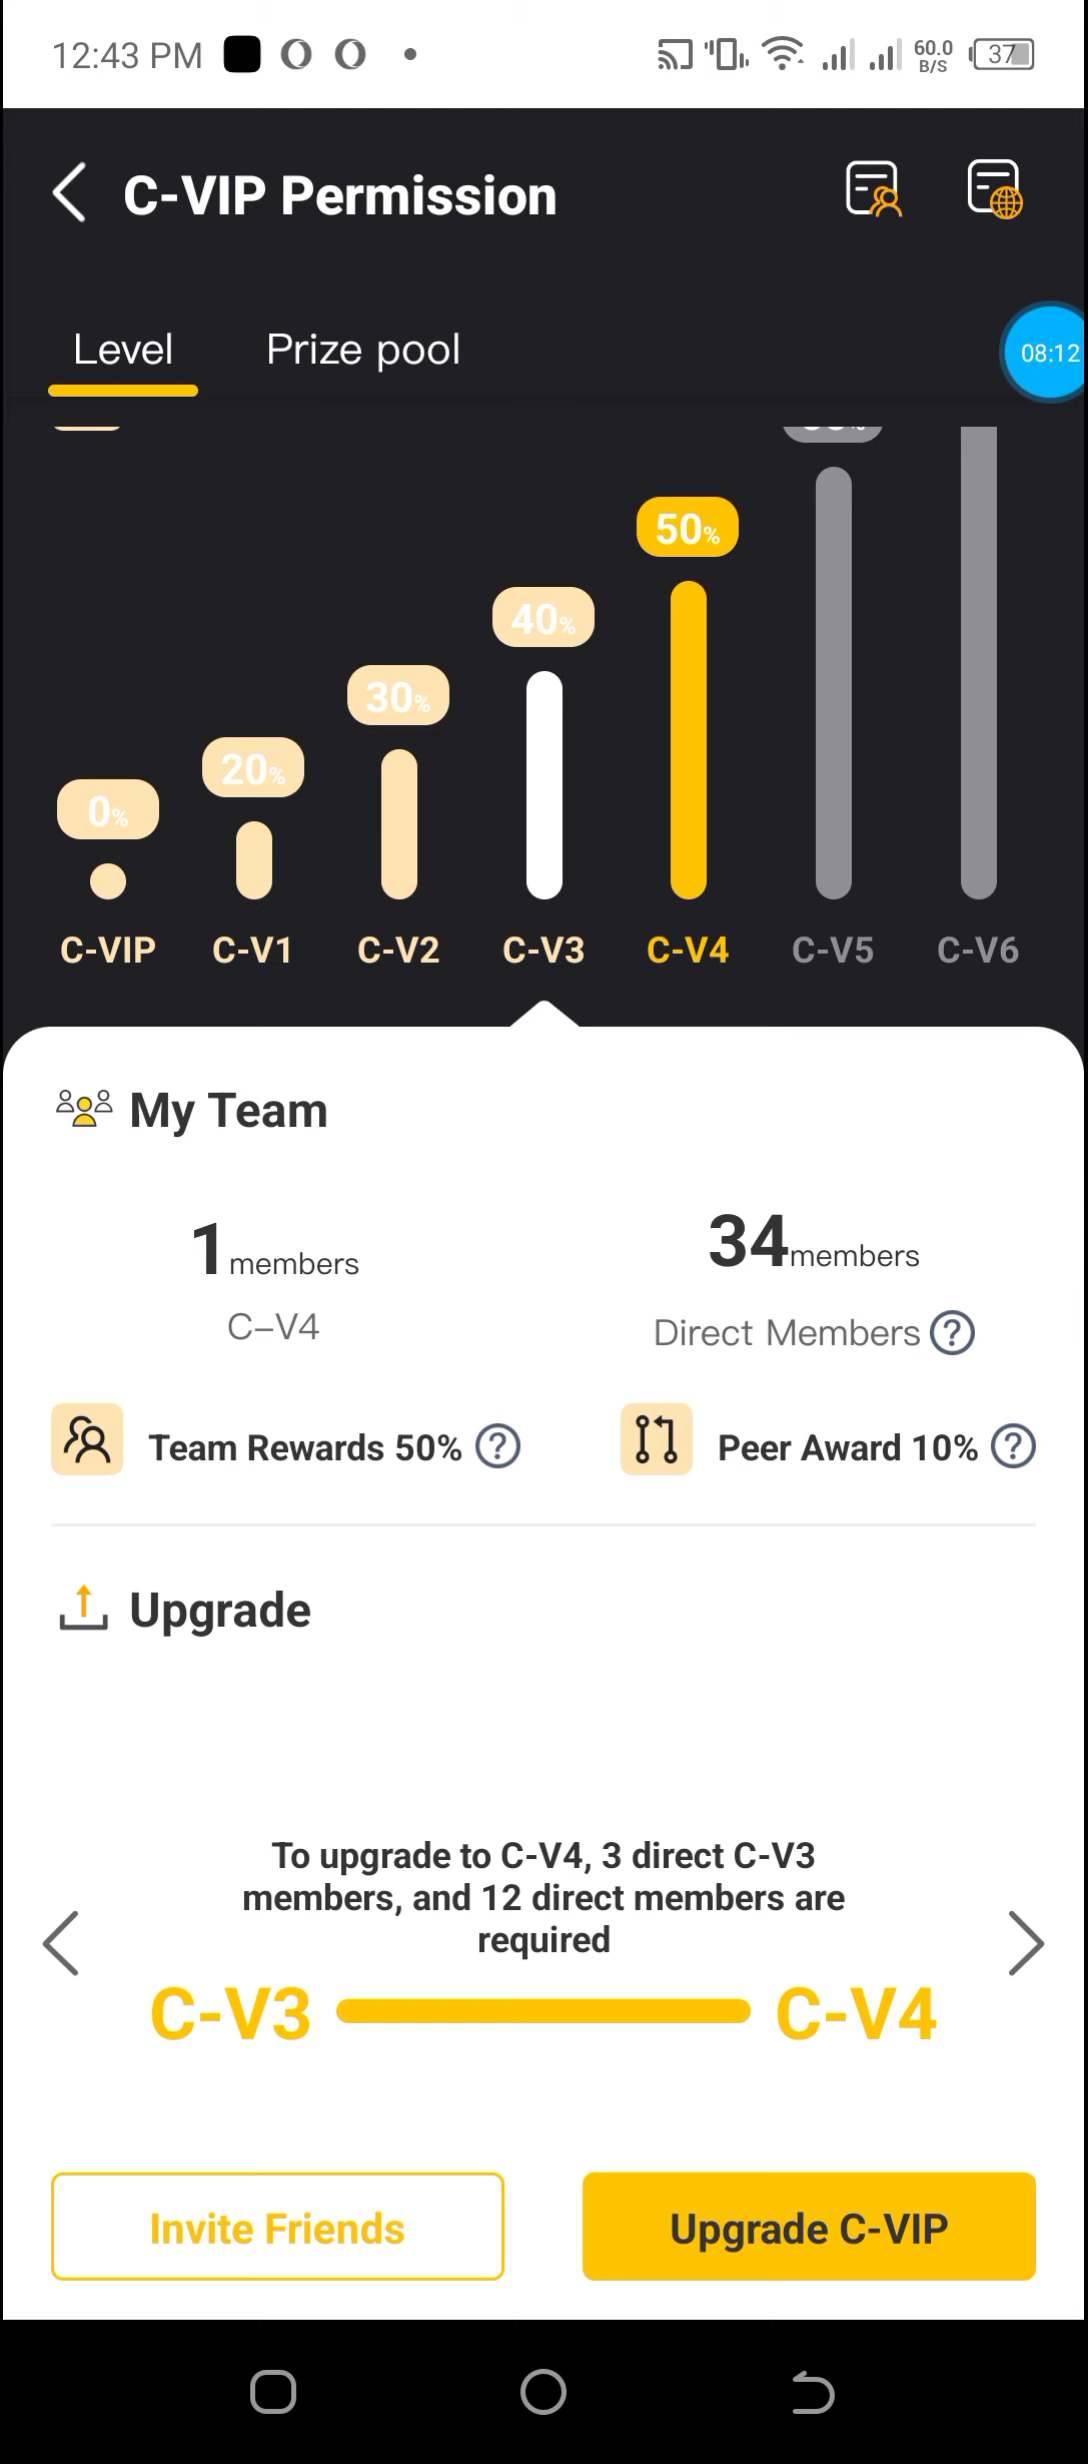 12:43 PM
60.0
B/S
37
C-VIP Permission
Level
Prize pool
08:12
50%
40%
30%
20%
0%
C-VIP
C-V1
C-V2
C-V3
C-V4
C-V5
C-V6
My Team
1 members
34 members
C–V4
Direct Members ?
Team Rewards 50% ?
Peer Award 10% ?
Upgrade
To upgrade to C-V4, 3 direct C-V3
members, and 12 direct members are
required
C-V3
C-V4
Invite Friends
Upgrade C-VIP